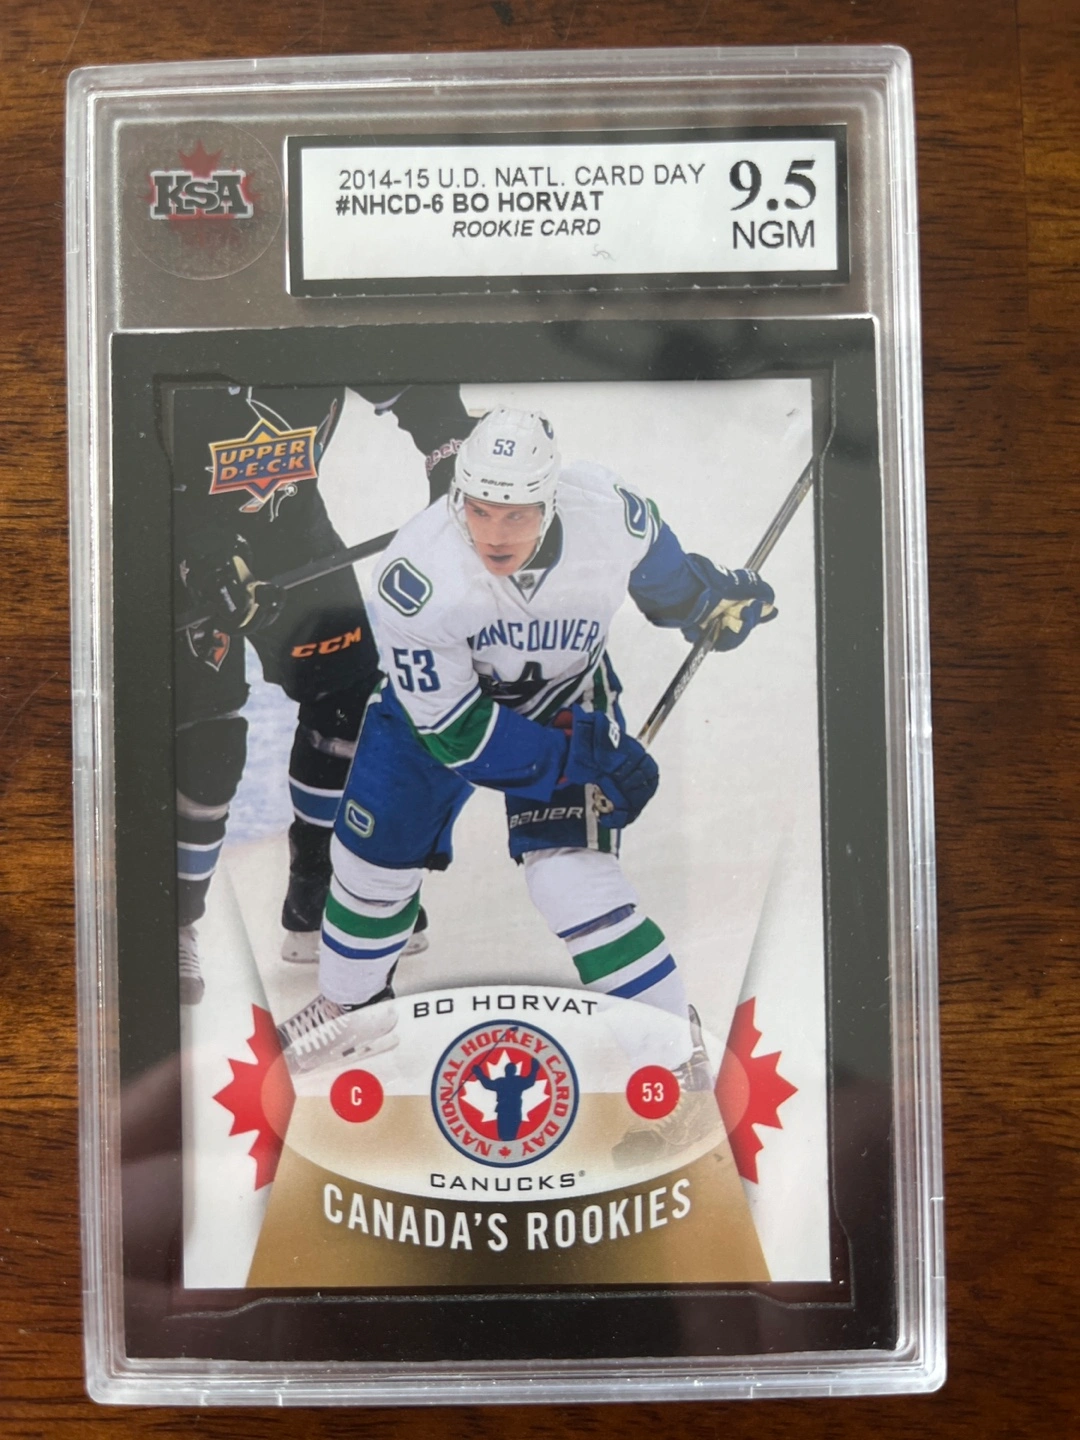 KSA
2014-15 U.D. NATL. CARD DAY
#NHCD-6 BO HORVAT
ROOKIE CARD
9.5
NGM
UPPER
D·E·C·K
53
BAUER
CCM
VANCOUVER
53
BAUER
BO HORVAT
NATIONAL HOCKEY CARD DAY
C
53
CANUCKS®
CANADA'S ROOKIES